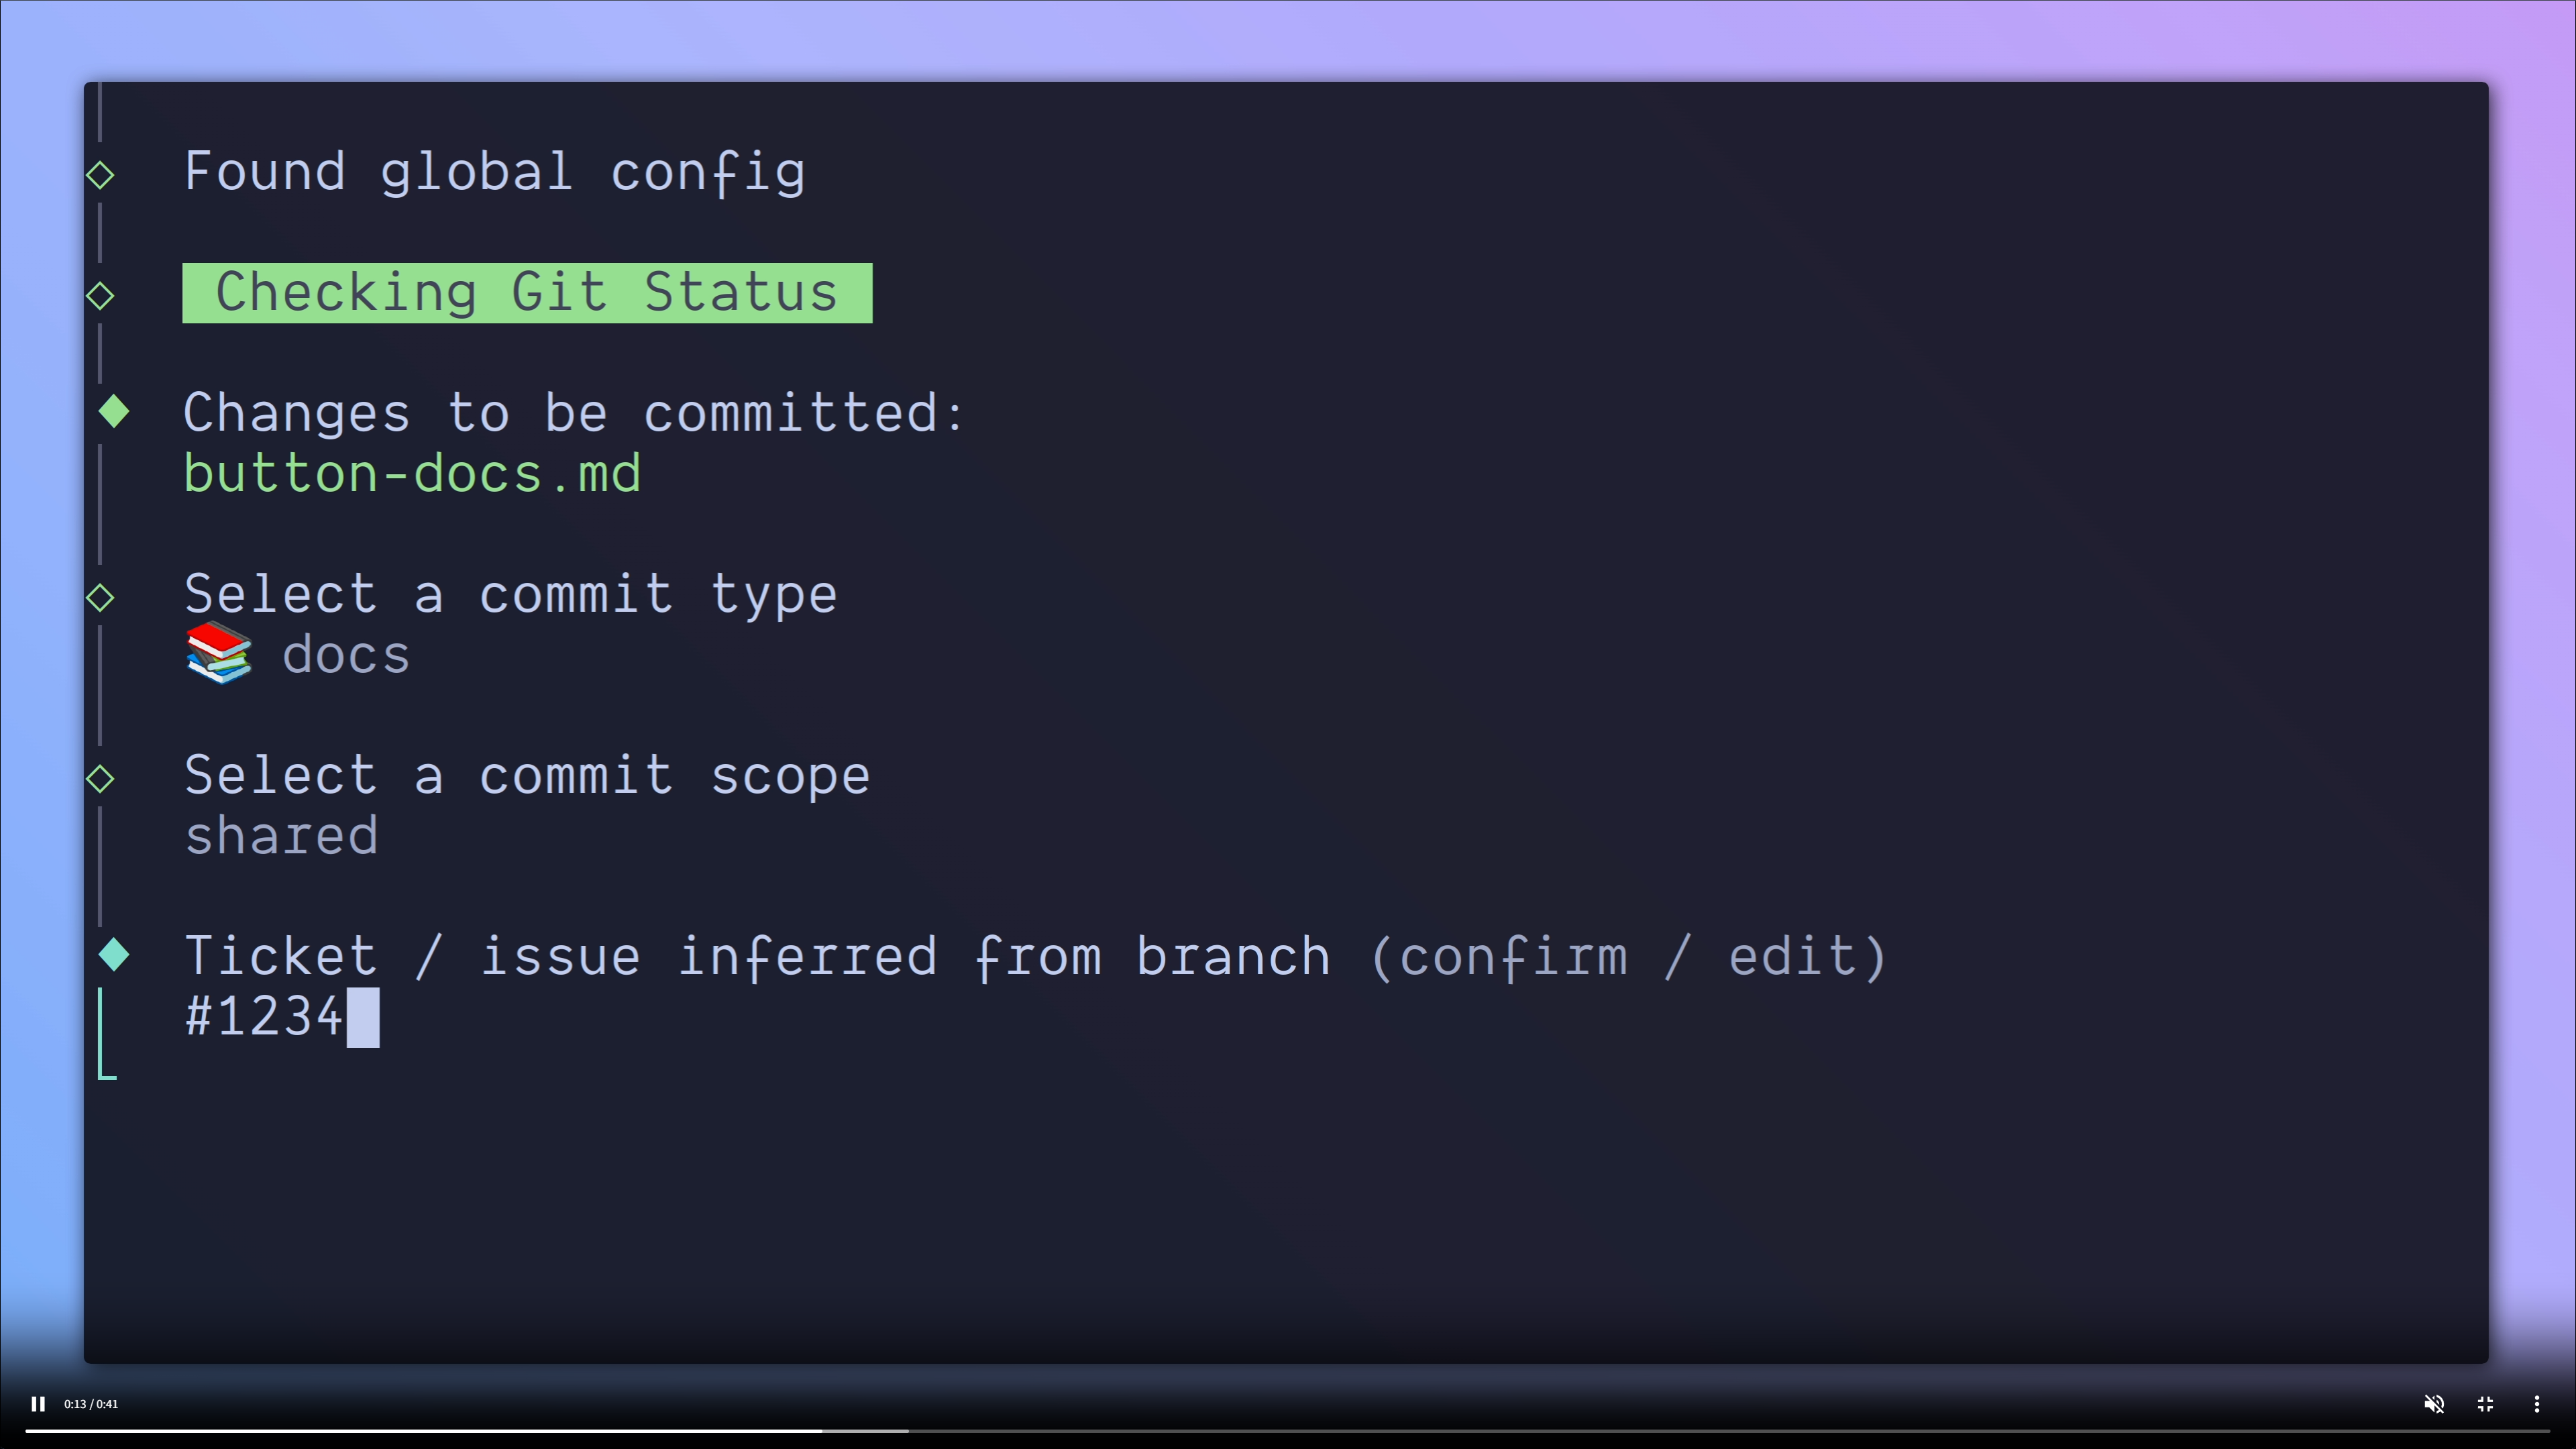 Found global config
Checking Git Status
Changes to be committed:
button-docs.md
Select a commit type
📚 docs
Select a commit scope
shared
Ticket / issue inferred from branch (confirm / edit)
#1234
0:13 / 0:41